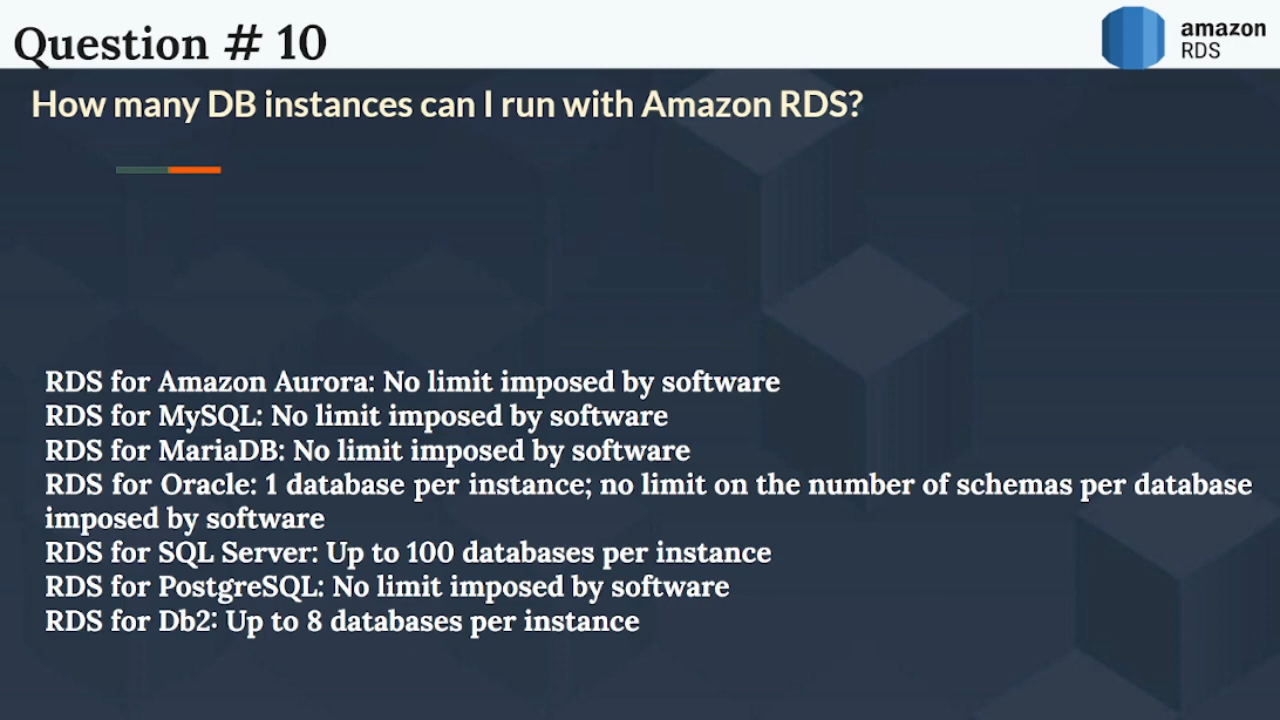 Question # 10
amazon
RDS
How many DB instances can I run with Amazon RDS?
RDS for Amazon Aurora: No limit imposed by software
RDS for MySQL: No limit imposed by software
RDS for MariaDB: No limit imposed by software
RDS for Oracle: 1 database per instance; no limit on the number of schemas per database
imposed by software
RDS for SQL Server: Up to 100 databases per instance
RDS for PostgreSQL: No limit imposed by software
RDS for Db2: Up to 8 databases per instance